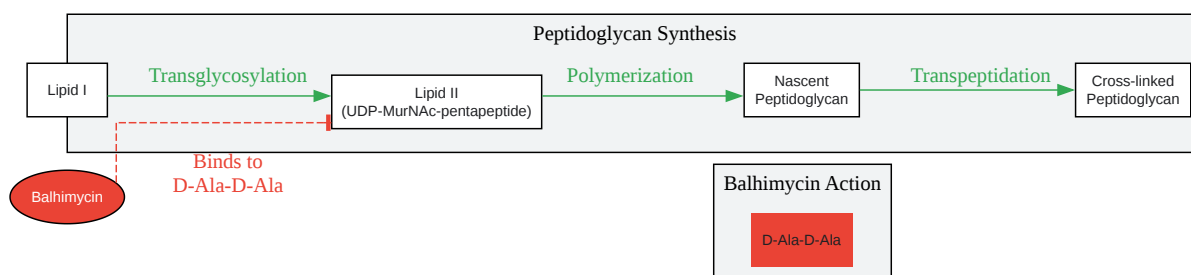 Peptidoglycan Synthesis
Lipid I
Transglycosylation
Lipid II
(UDP-MurNAc-pentapeptide)
Polymerization
Nascent
Peptidoglycan
Transpeptidation
Cross-linked
Peptidoglycan
Binds to
D-Ala-D-Ala
Balhimycin
Balhimycin Action
D-Ala-D-Ala